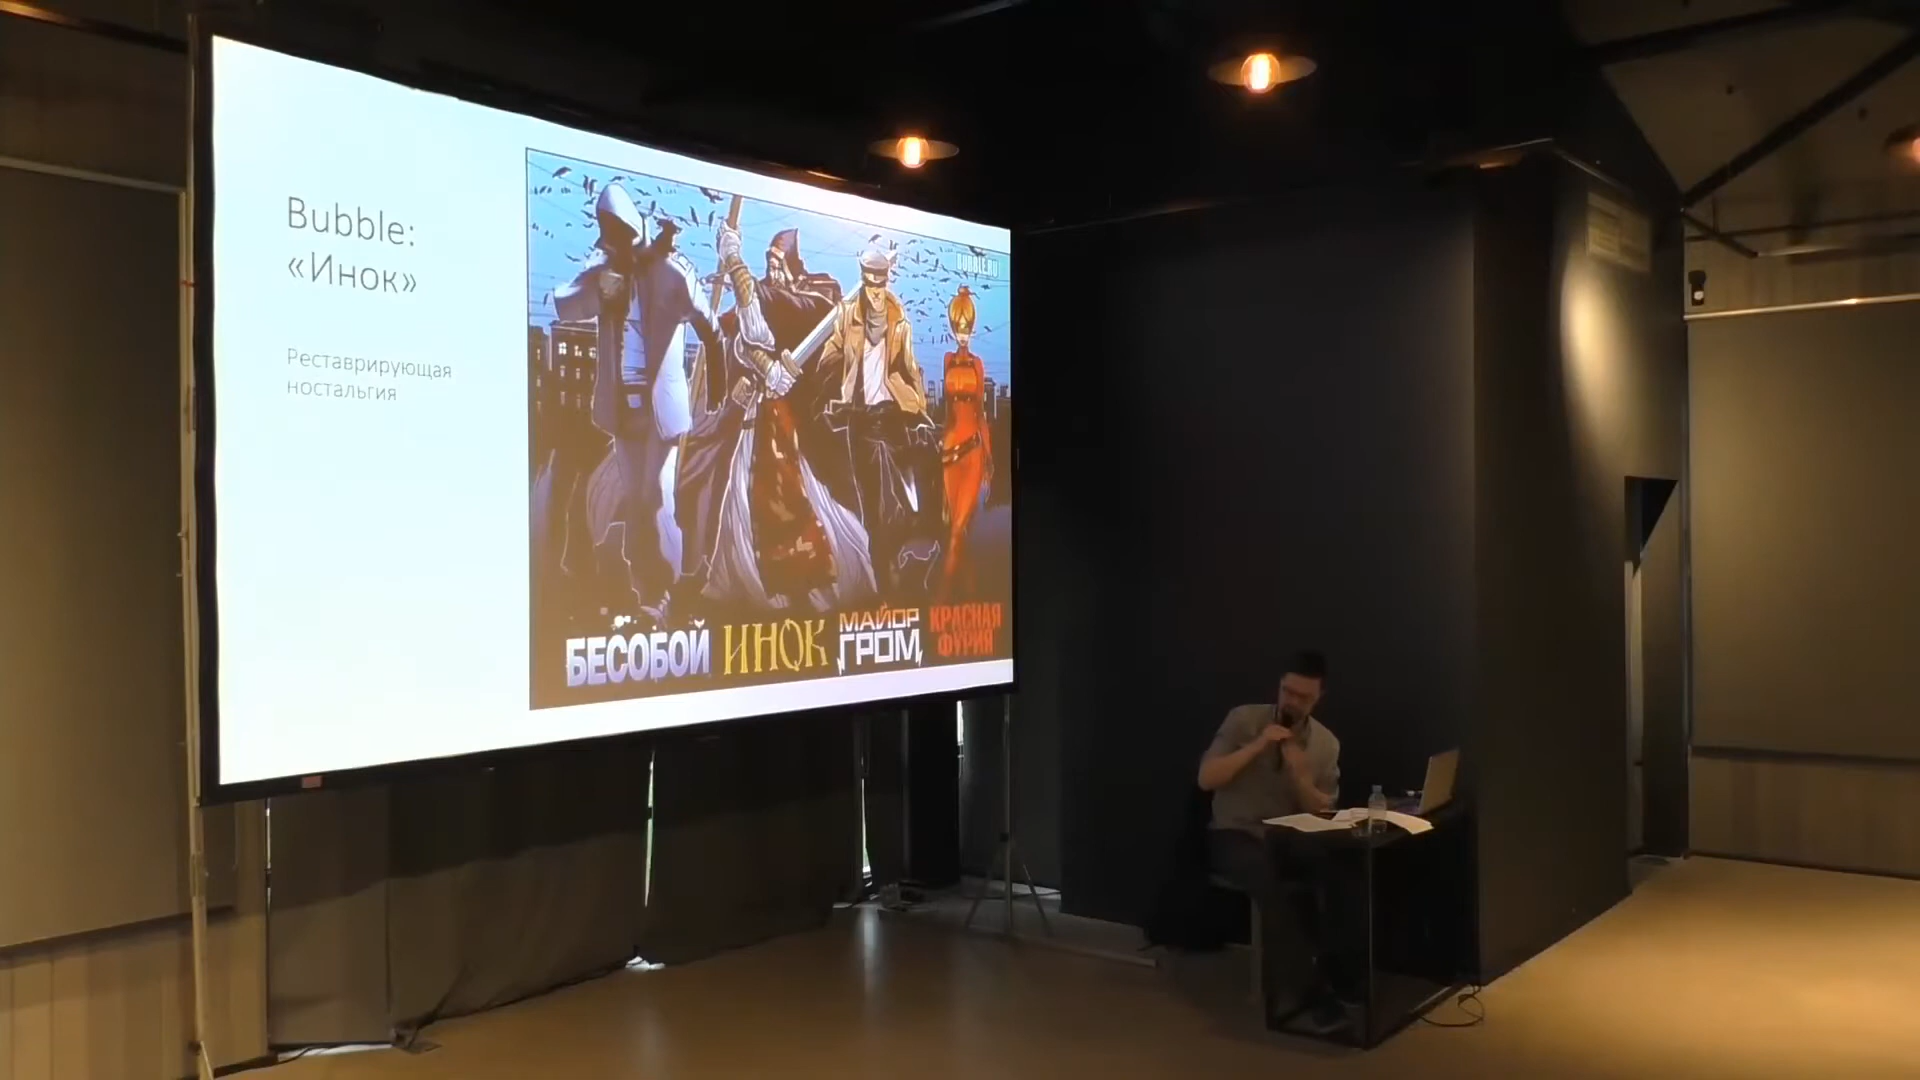 Bubble:
«Инок»
Реставрирующая
ностальгия
BUBBLE.RU
БЕСОБОЙ
ИНОК
МАЙОР
ГРОМ
КРАСНАЯ
ФУРИЯ